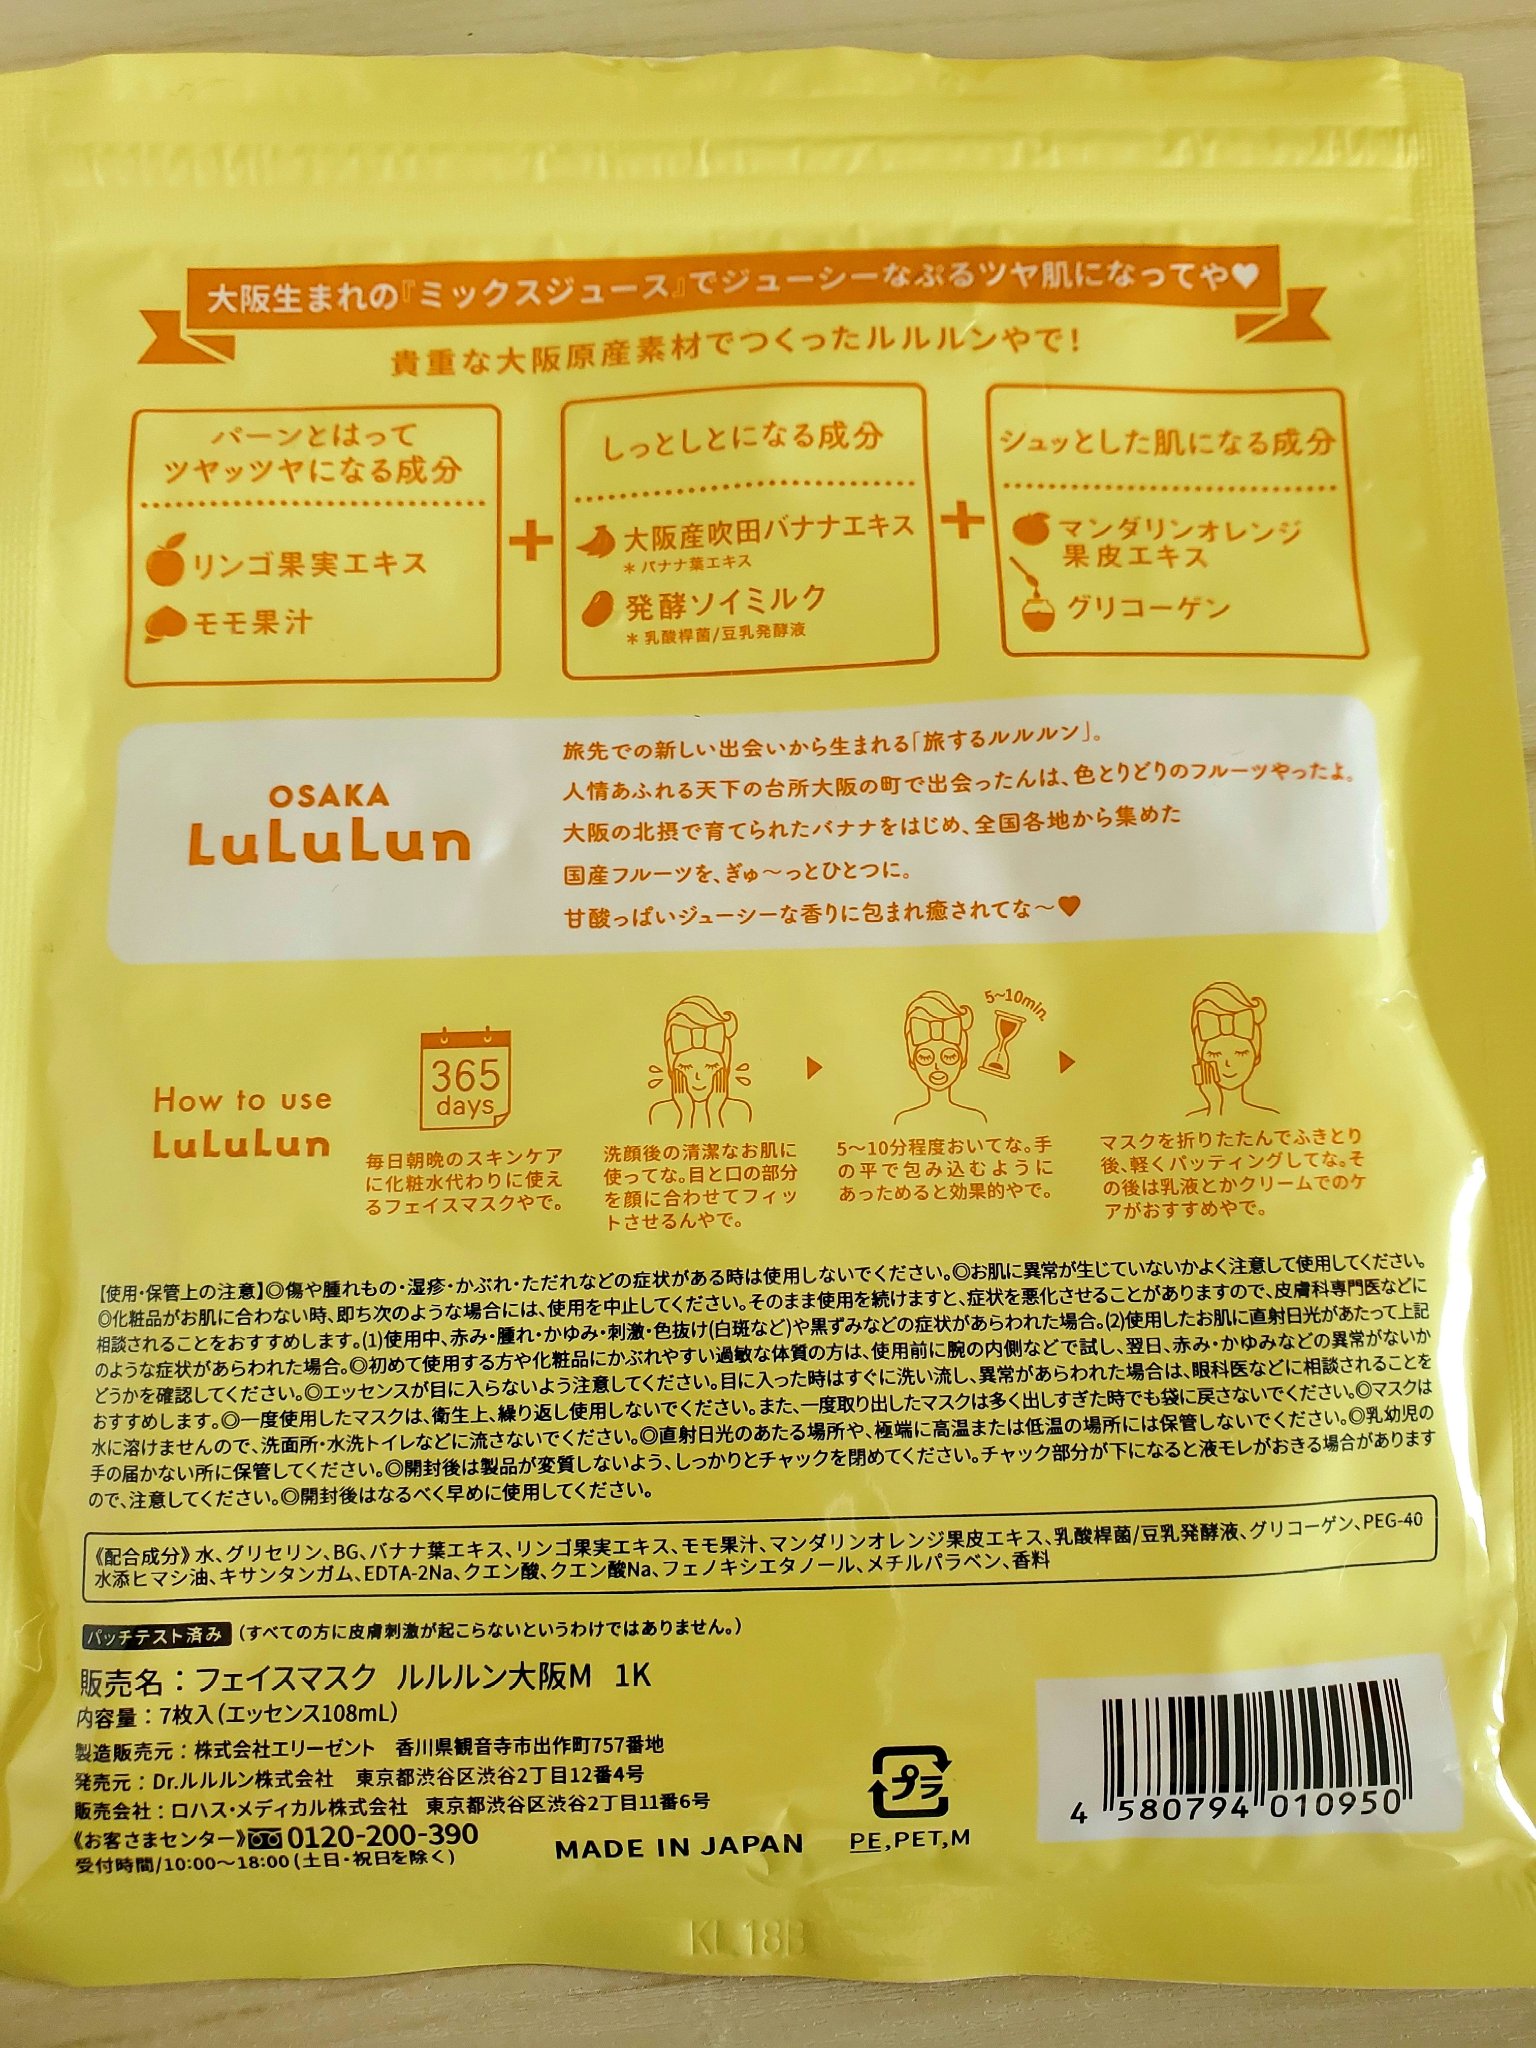 大阪生まれの『ミックスジュース』でジューシーなぷるツヤ肌になってや♥
貴重な大阪原産素材でつくったルルルンやで!
パーンとはって
ツヤッツヤになる成分
リンゴ果実エキス
モモ果汁
+
しっとしとになる成分
大阪産吹田バナナエキス
＊バナナ葉エキス
発酵ソイミルク
＊乳酸桿菌/豆乳発酵液
+
シュッとした肌になる成分
マンダリンオレンジ
果皮エキス
グリコーゲン
OSAKA
LuLuLun
旅先での新しい出会いから生まれる「旅するルルルン」。
人情あふれる天下の台所大阪の町で出会ったんは、色とりどりのフルーツやったよ。
大阪の北摂で育てられたバナナをはじめ、全国各地から集めた
国産フルーツを、ぎゅ〜っとひとつに。
甘酸っぱいジューシーな香りに包まれ癒されてな〜♥
How to use
LuLuLun
365
days
毎日朝晩のスキンケア
に化粧水代わりに使え
るフェイスマスクやで。
洗顔後の清潔なお肌に
使ってな。目と口の部分
を顔に合わせてフィッ
トさせるんやで。
5~10min.
5〜10分程度おいてな。手
の平で包み込むように
あっためると効果的やで。
マスクを折りたたんでふきとり
後、軽くパッティングしてな。そ
の後は乳液とかクリームでのケ
アがおすすめやで。
【使用・保管上の注意】◎傷や腫れもの・湿疹・かぶれ・ただれなどの症状がある時は使用しないでください。◎お肌に異常が生じていないかよく注意して使用してください。
◎化粧品がお肌に合わない時、即ち次のような場合には、使用を中止してください。そのまま使用を続けますと、症状を悪化させることがありますので、皮膚科専門医などに
相談されることをおすすめします。(1)使用中、赤み・腫れ・かゆみ・刺激・色抜け(白斑など)や黒ずみなどの症状があらわれた場合。(2)使用したお肌に直射日光があたって上記
のような症状があらわれた場合。◎初めて使用する方や化粧品にかぶれやすい過敏な体質の方は、使用前に腕の内側などで試し、翌日、赤み・かゆみなどの異常がないか
どうかを確認してください。◎エッセンスが目に入らないよう注意してください。目に入った時はすぐに洗い流し、異常があらわれた場合は、眼科医などに相談されることを
おすすめします。◎一度使用したマスクは、衛生上、繰り返し使用しないでください。また、一度取り出したマスクは多く出しすぎた時でも袋に戻さないでください。◎マスクは
水に溶けませんので、洗面所・水洗トイレなどに流さないでください。◎直射日光のあたる場所や、極端に高温または低温の場所には保管しないでください。◎乳幼児の
手の届かない所に保管してください。◎開封後は製品が変質しないよう、しっかりとチャックを閉めてください。チャック部分が下になると液モレがおきる場合があります
ので、注意してください。◎開封後はなるべく早めに使用してください。
《配合成分》水、グリセリン、BG、バナナ葉エキス、リンゴ果実エキス、モモ果汁、マンダリンオレンジ果皮エキス、乳酸桿菌/豆乳発酵液、グリコーゲン、PEG-40
水添ヒマシ油、キサンタンガム、EDTA-2Na、クエン酸、クエン酸Na、フェノキシエタノール、メチルパラベン、香料
パッチテスト済み (すべての方に皮膚刺激が起こらないというわけではありません。)
販売名：フェイスマスク ルルルン大阪M 1K
内容量：7枚入(エッセンス108mL)
製造販売元：株式会社エリーゼント 香川県観音寺市出作町757番地
発売元：Dr.ルルルン株式会社 東京都渋谷区渋谷2丁目12番4号
販売会社：ロハス・メディカル株式会社 東京都渋谷区渋谷2丁目11番6号
《お客さまセンター》0120-200-390
受付時間/10:00〜18:00(土日・祝日を除く)
MADE IN JAPAN
プラ
PE,PET,M
4 580794 010950
KL18B